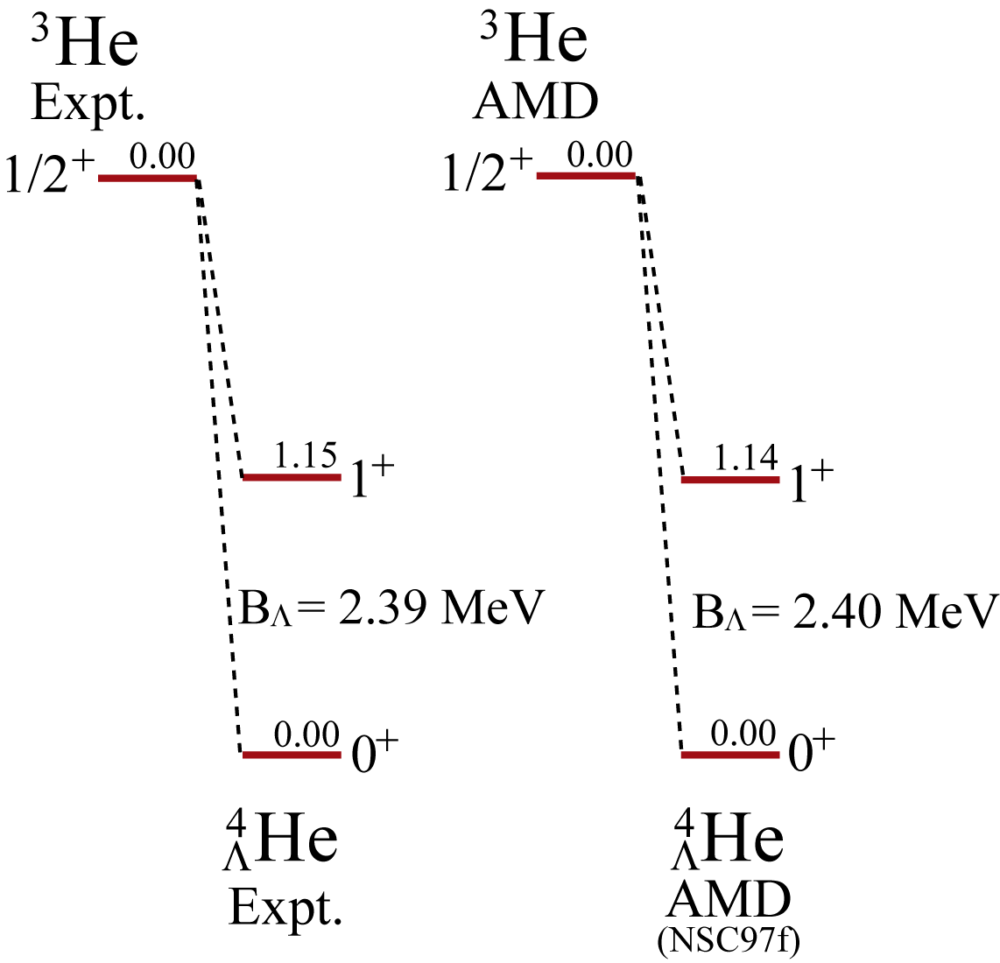 ³He
Expt.
1/2⁺ 0.00
1.15 1⁺
B_Λ = 2.39 MeV
0.00 0⁺
⁴_ΛHe
Expt.
³He
AMD
1/2⁺ 0.00
1.14 1⁺
B_Λ = 2.40 MeV
0.00 0⁺
⁴_ΛHe
AMD
(NSC97f)